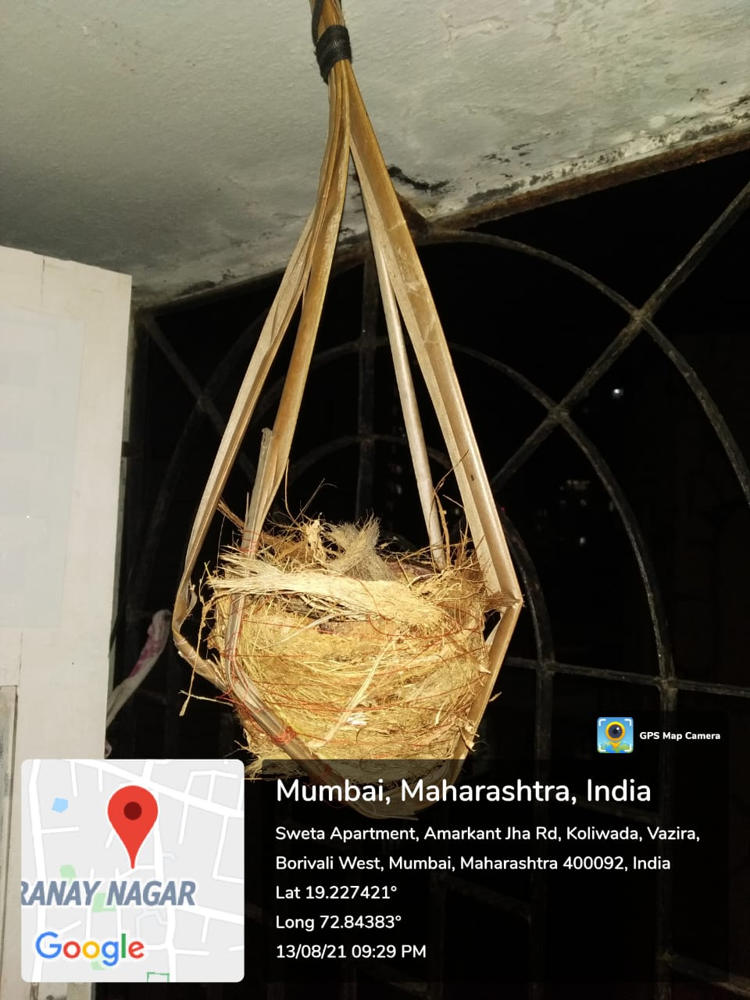 GPS Map Camera
Mumbai, Maharashtra, India
Sweta Apartment, Amarkant Jha Rd, Koliwada, Vazira,
Borivali West, Mumbai, Maharashtra 400092, India
Lat 19.227421°
Long 72.84383°
13/08/21 09:29 PM
RANAY NAGAR
Google